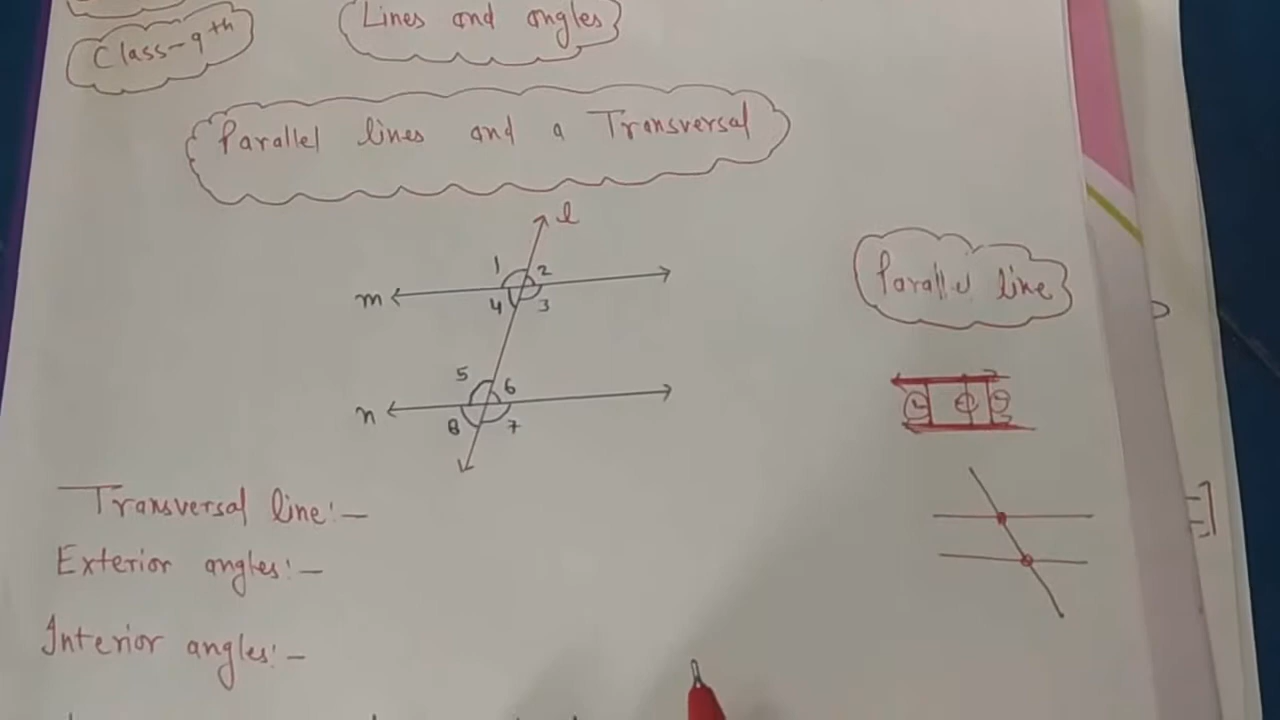 Class-9th
Lines and angles
Parallel lines and a Transversal
l
1 2
m
4 3
5 6
n
8 7
Parallel line
Transversal line:-
Exterior angles:-
Interior angles:-